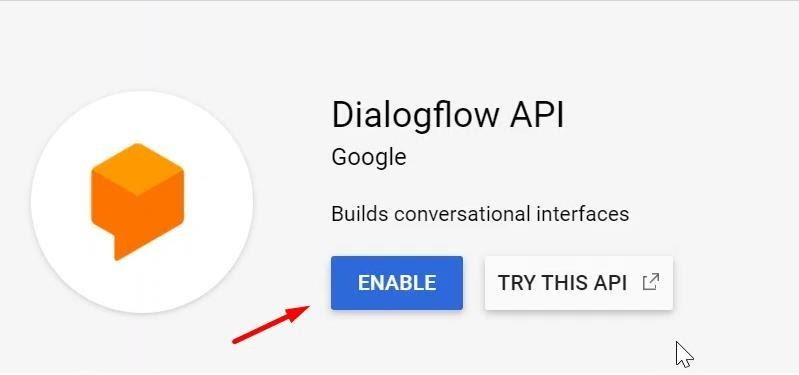 Dialogflow API
Google
Builds conversational interfaces
ENABLE
TRY THIS API